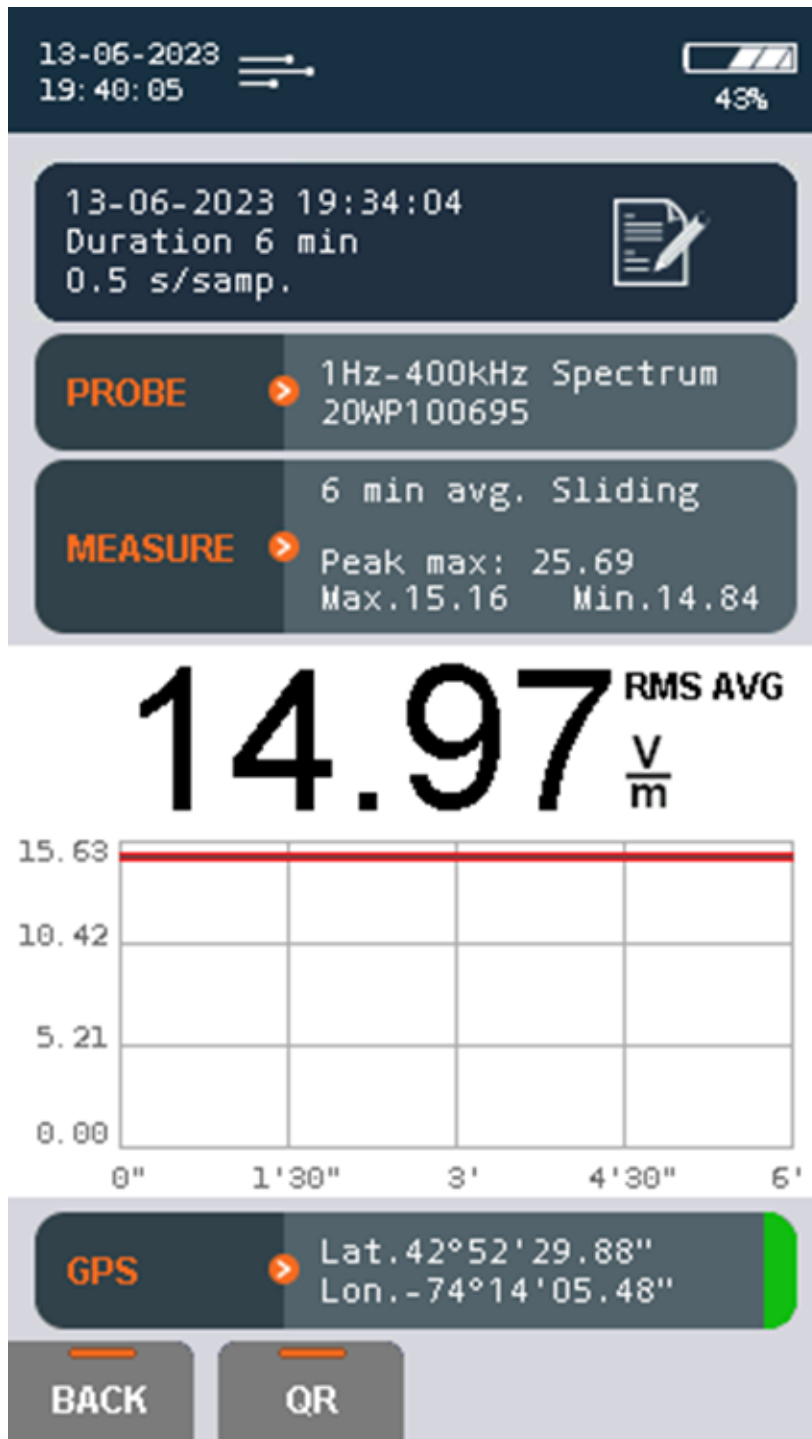 13-06-2023
19:40:05
43%
13-06-2023 19:34:04
Duration 6 min
0.5 s/samp.
PROBE
1Hz-400kHz Spectrum
20WP100695
MEASURE
6 min avg. Sliding
Peak max: 25.69
Max.15.16 Min.14.84
14.97 RMS AVG
V
m
15.63
10.42
5.21
0.00
0" 1'30" 3' 4'30" 6'
GPS
Lat.42°52'29.88"
Lon.-74°14'05.48"
BACK QR